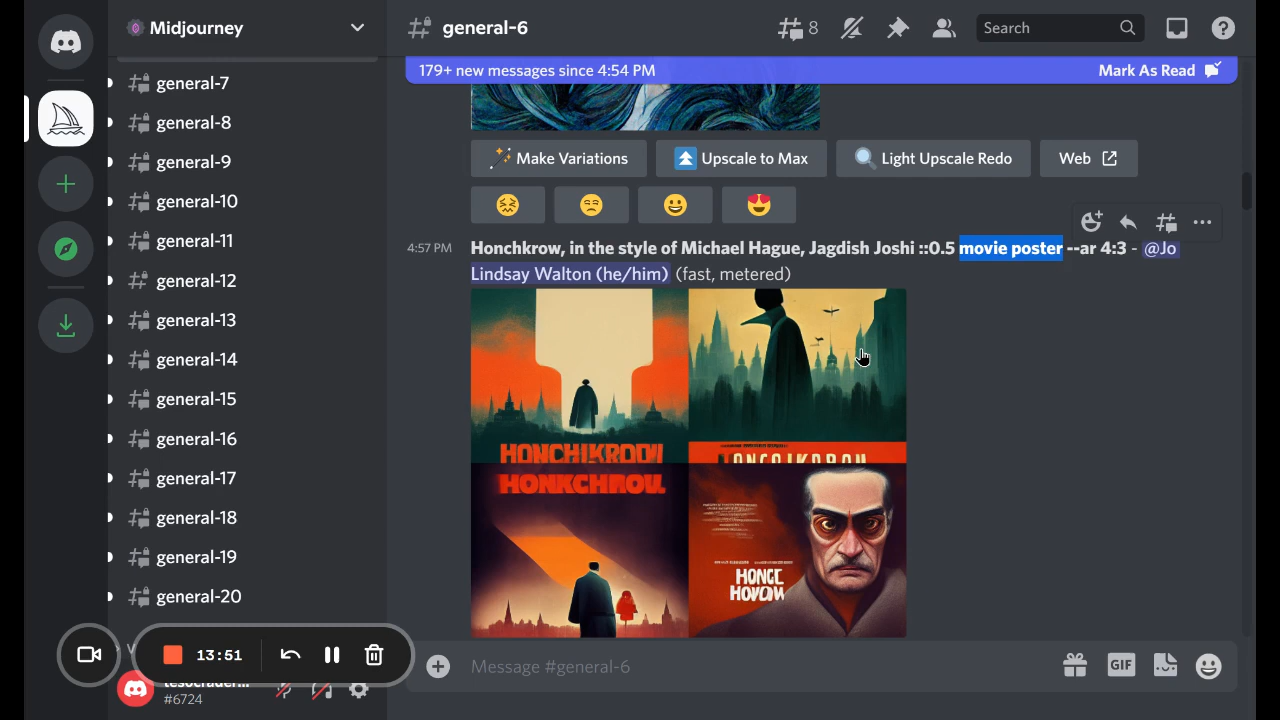 Midjourney
general-6
8
Search
179+ new messages since 4:54 PM
Mark As Read
general-7
general-8
general-9
general-10
general-11
general-12
general-13
general-14
general-15
general-16
general-17
general-18
general-19
general-20
Make Variations
Upscale to Max
Light Upscale Redo
Web
4:57 PM
Honchkrow, in the style of Michael Hague, Jagdish Joshi ::0.5 movie poster --ar 4:3 - @Jo
Lindsay Walton (he/him) (fast, metered)
HONCHIKRODW
HONKCHROU.
HONCE
HOVOW
13:51
#6724
Message #general-6
GIF